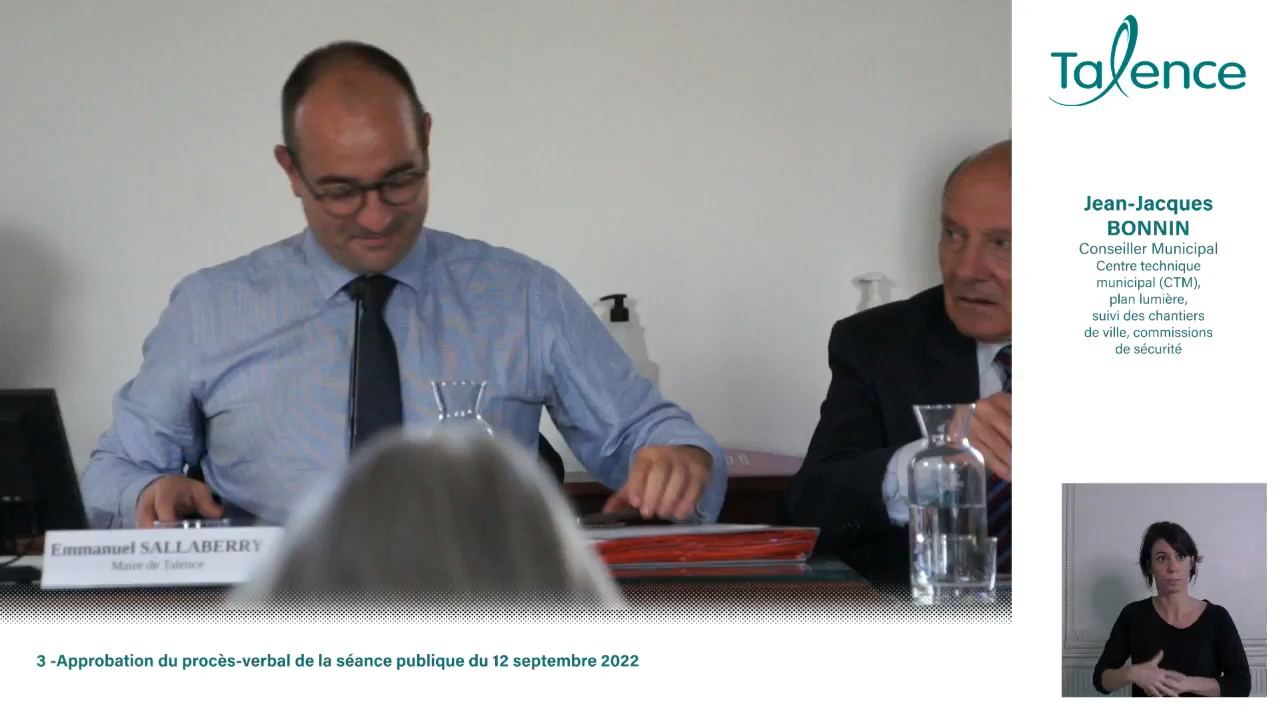 Talence
Jean-Jacques
BONNIN
Conseiller Municipal
Centre technique
municipal (CTM),
plan lumière,
suivi des chantiers
de ville, commissions
de sécurité
Emmanuel SALLABERRY
Maire de Talence
3 -Approbation du procès-verbal de la séance publique du 12 septembre 2022